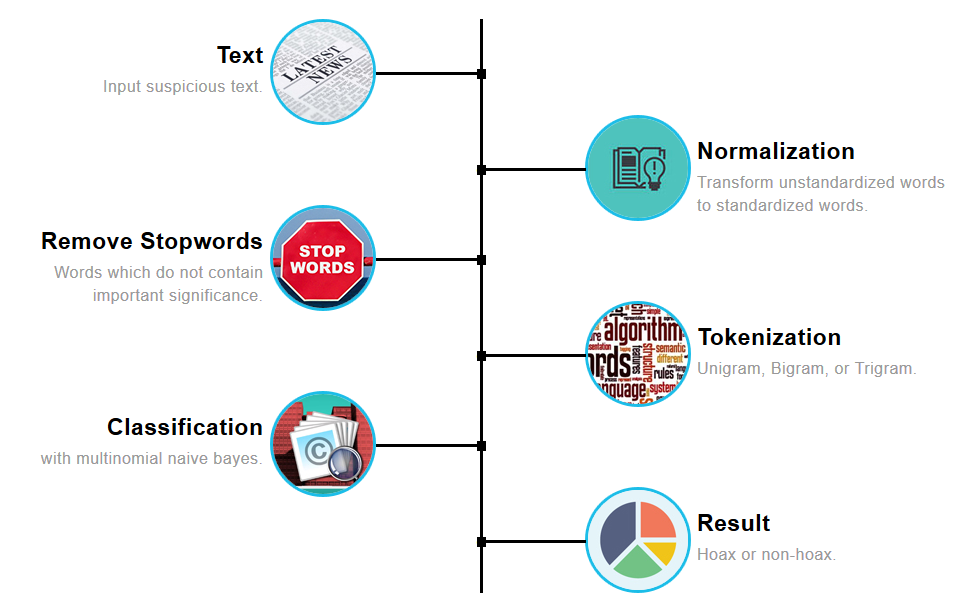 Text
Input suspicious text.
LATEST
NEWS
Normalization
Transform unstandardized words
to standardized words.
Remove Stopwords
Words which do not contain
important significance.
STOP
WORDS
Tokenization
Unigram, Bigram, or Trigram.
algorithm
semantic
different
features
structure
rules
system
Classification
with multinomial naive bayes.
©
Result
Hoax or non-hoax.